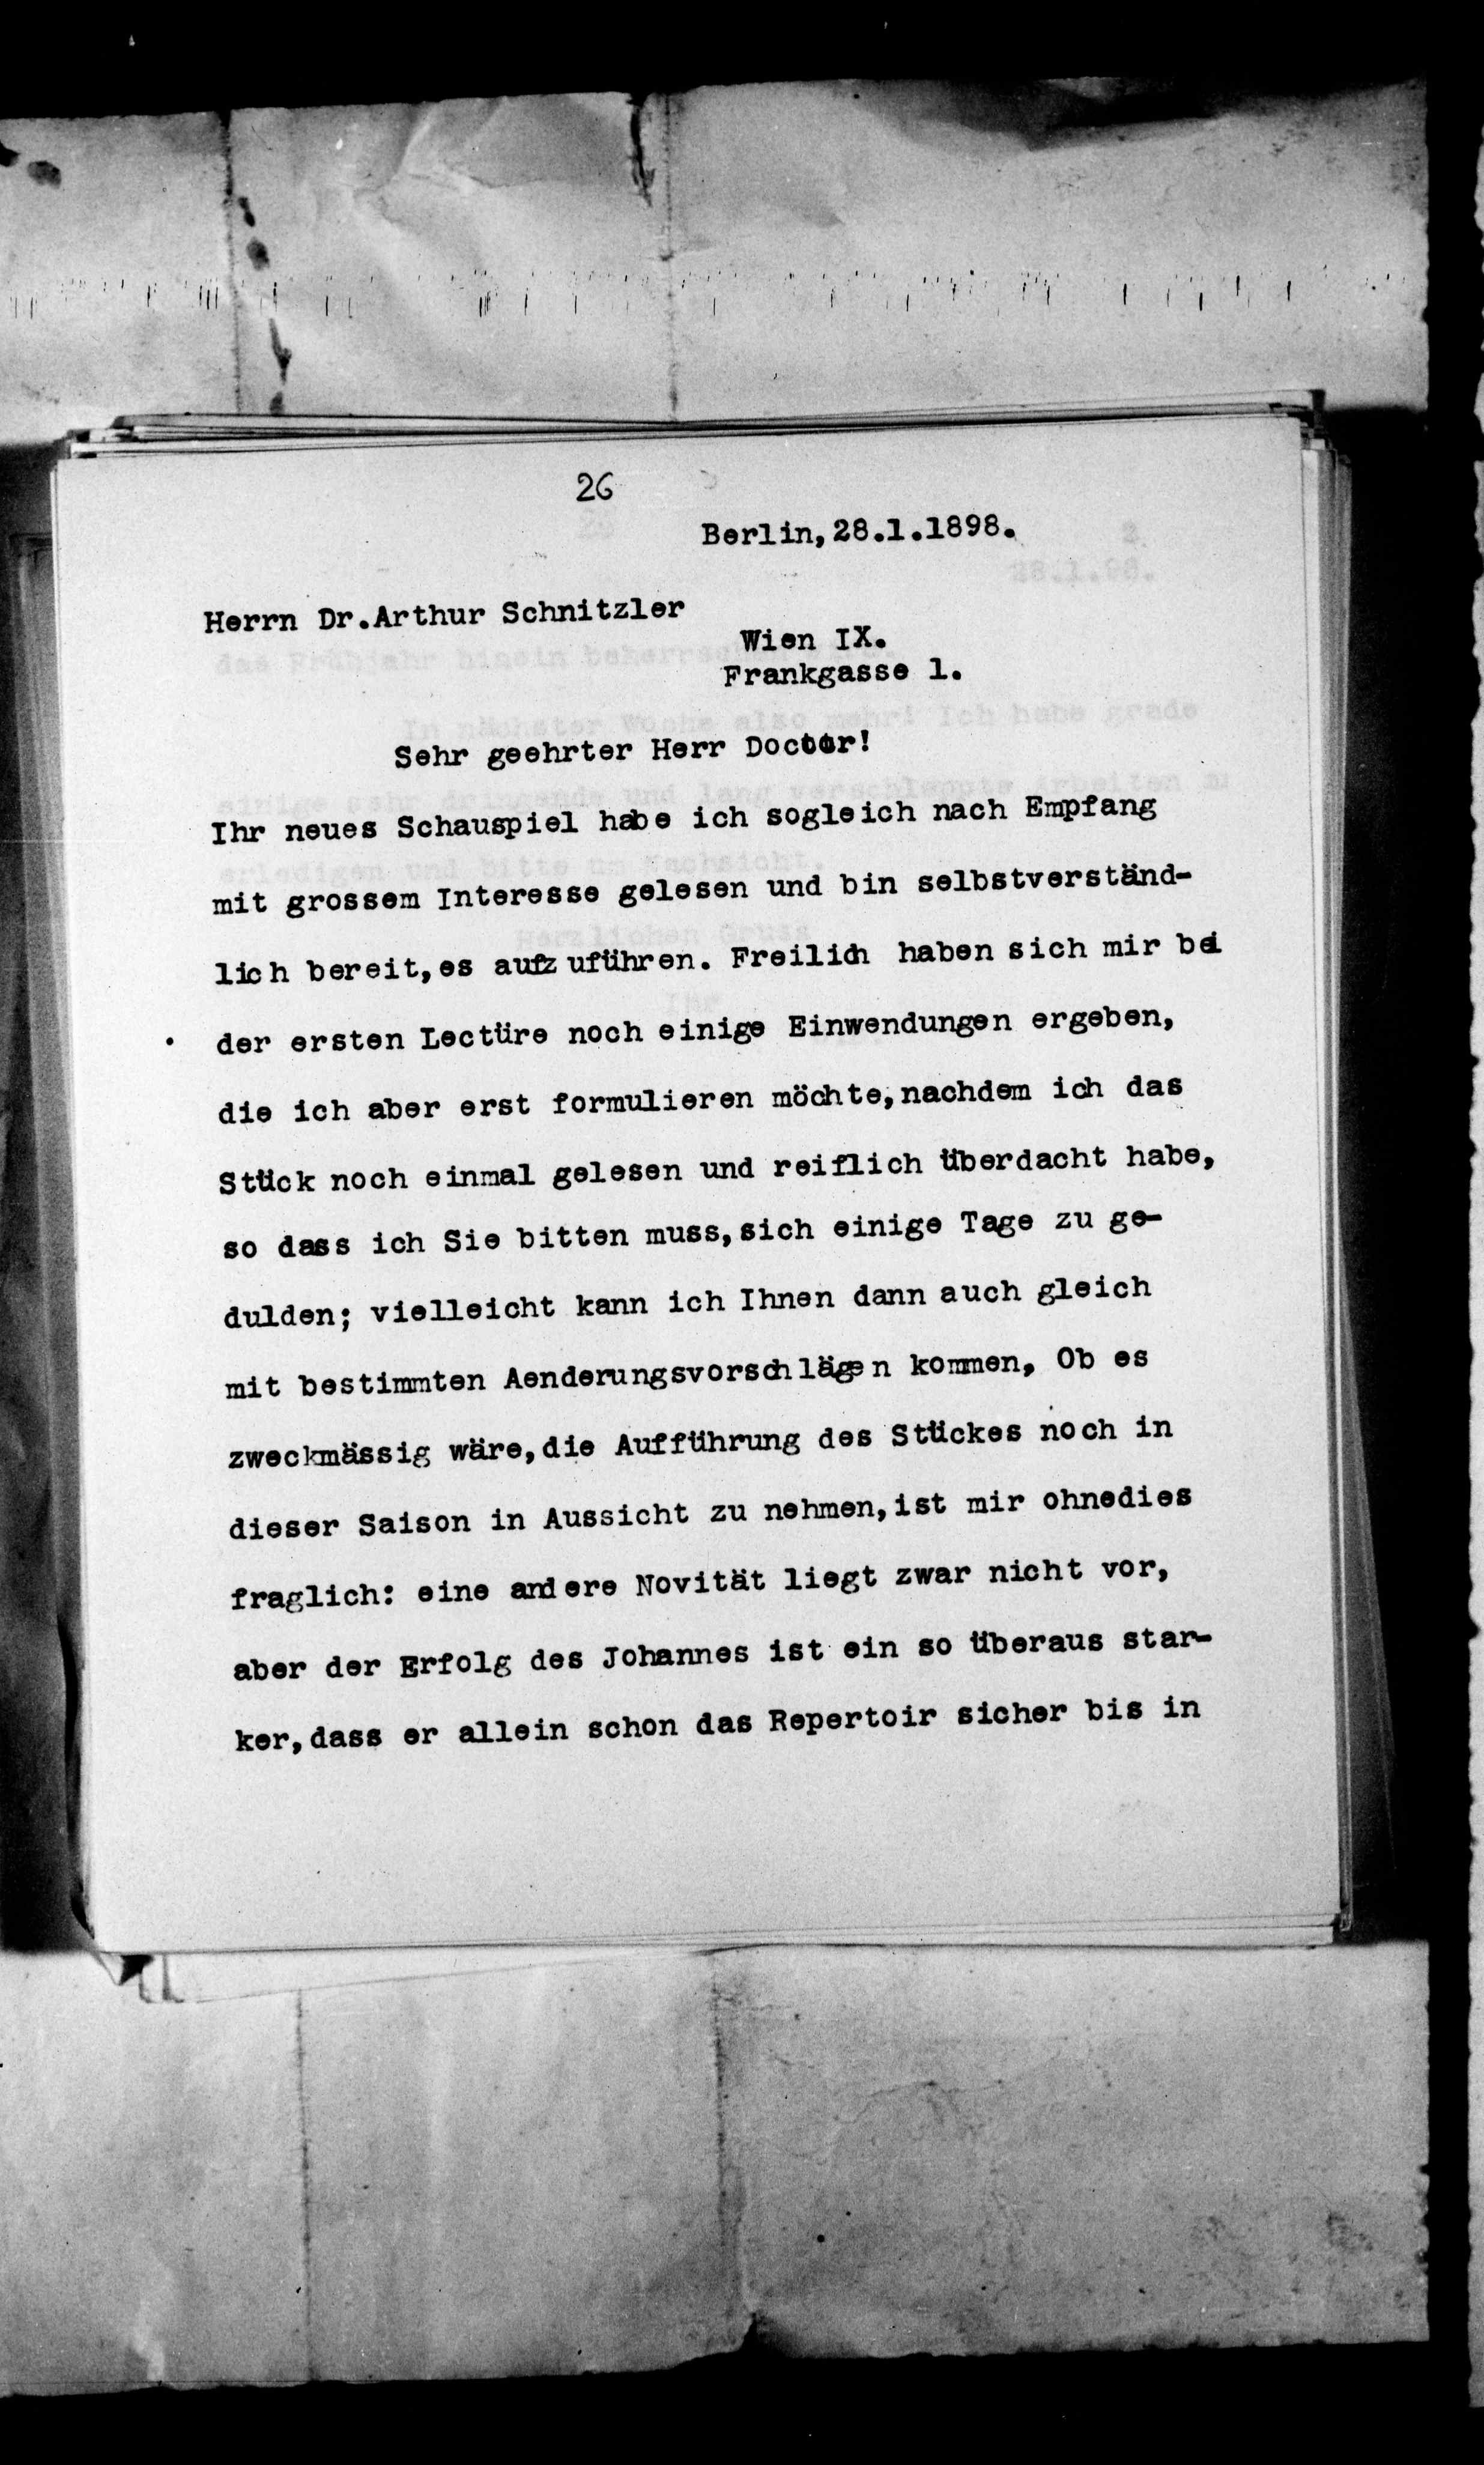 26
Berlin, 28.1.1898.
Herrn Dr.Arthur Schnitzler
Wien IX.
Frankgasse 1.
Sehr geehrter Herr Doctor!
Ihr neues Schauspiel habe ich sogleich nach Empfang
mit grossem Interesse gelesen und bin selbstverständ-
lich bereit, es aufzuführen. Freilich haben sich mir bei
der ersten Lectüre noch einige Einwendungen ergeben,
die ich aber erst formulieren möchte, nachdem ich das
Stück noch einmal gelesen und reiflich überdacht habe,
so dass ich Sie bitten muss, sich einige Tage zu ge-
dulden; vielleicht kann ich Ihnen dann auch gleich
mit bestimmten Aenderungsvorschlägen kommen, Ob es
zweckmässig wäre, die Aufführung des Stückes noch in
dieser Saison in Aussicht zu nehmen, ist mir ohnedies
fraglich: eine andere Novität liegt zwar nicht vor,
aber der Erfolg des Johannes ist ein so überaus star-
ker, dass er allein schon das Repertoir sicher bis in